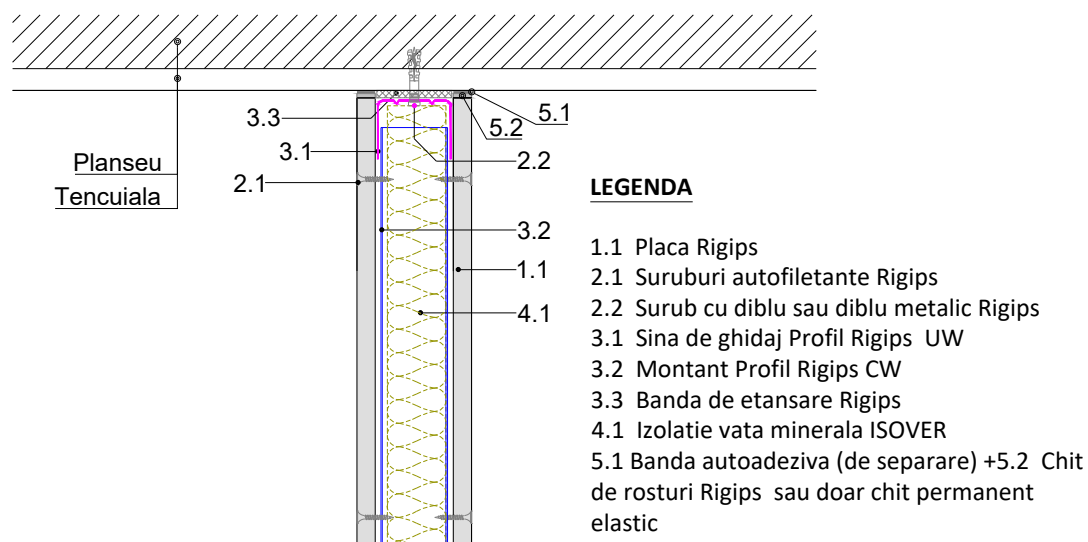 3.3
5.1
5.2
3.1
2.2
Planseu
2.1
Tencuiala
3.2
1.1
4.1
LEGENDA
1.1 Placa Rigips
2.1 Suruburi autofiletante Rigips
2.2 Surub cu diblu sau diblu metalic Rigips
3.1 Sina de ghidaj Profil Rigips UW
3.2 Montant Profil Rigips CW
3.3 Banda de etansare Rigips
4.1 Izolatie vata minerala ISOVER
5.1 Banda autoadeziva (de separare) +5.2 Chit
de rosturi Rigips sau doar chit permanent
elastic